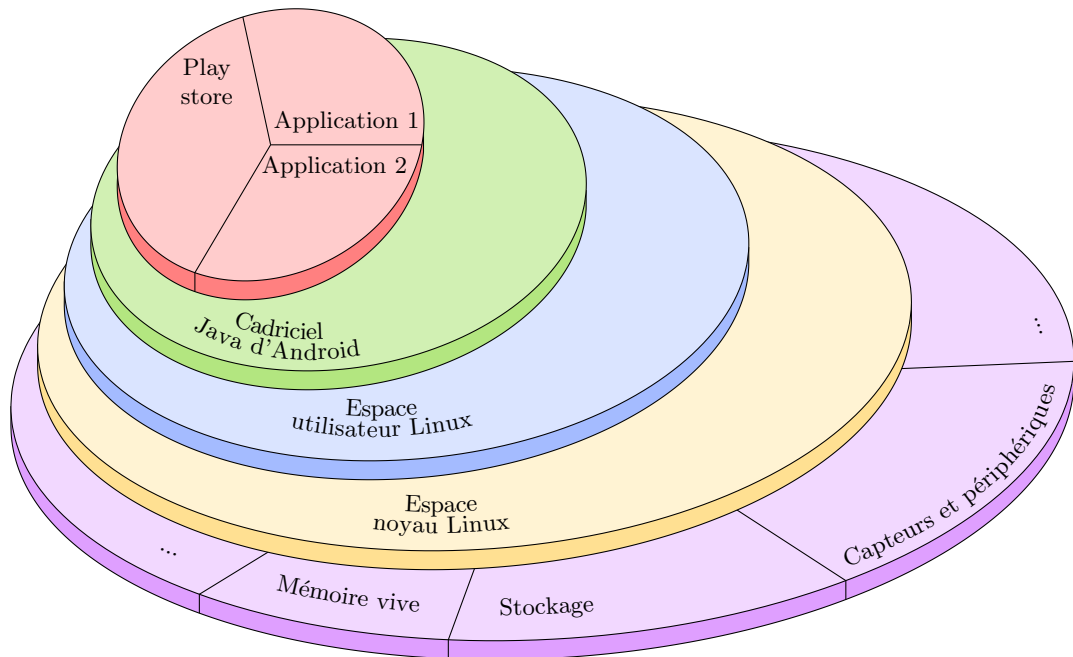 Play
store
Application 1
Application 2
Cadriciel
Java d'Android
Espace
utilisateur Linux
Espace
noyau Linux
...
Mémoire vive
Stockage
Capteurs et périphériques
...